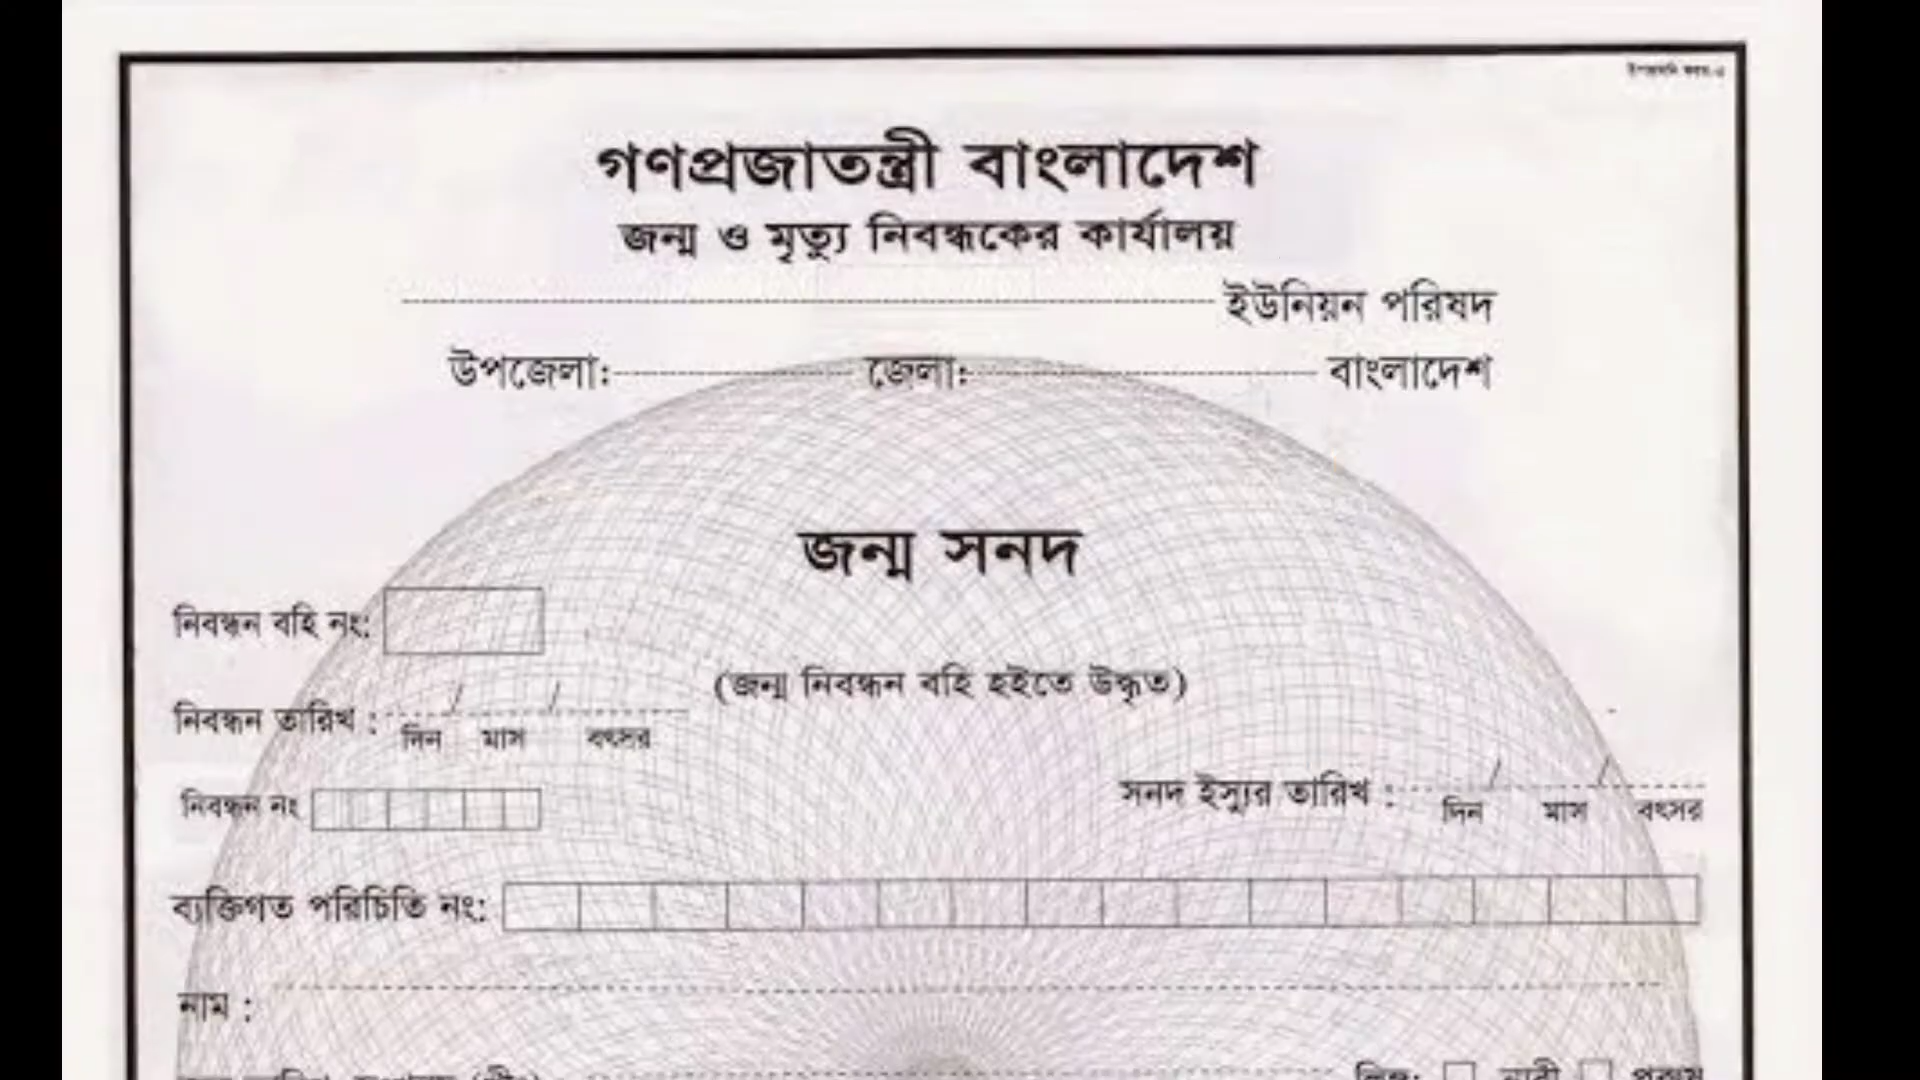 গণপ্রজাতন্ত্রী বাংলাদেশ
জন্ম ও মৃত্যু নিবন্ধকের কার্যালয়
ইউনিয়ন পরিষদ
উপজেলা: জেলা: বাংলাদেশ
জন্ম সনদ
নিবন্ধন বহি নং:
(জন্ম নিবন্ধন বহি হইতে উদ্ধৃত)
নিবন্ধন তারিখ : / /
দিন মাস বৎসর
সনদ ইস্যুর তারিখ : / /
দিন মাস বৎসর
নিবন্ধন নং
ব্যক্তিগত পরিচিতি নং:
নাম :
লিঙ্গ: নারী পুরুষ